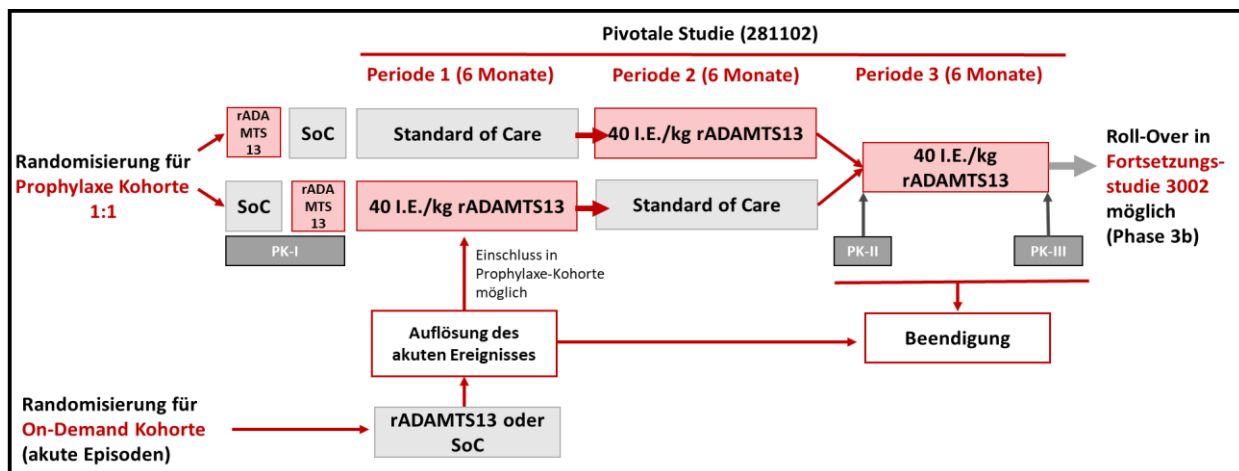 Pivotale Studie (281102)
Periode 1 (6 Monate)
Periode 2 (6 Monate)
Periode 3 (6 Monate)
Randomisierung für
Prophylaxe Kohorte
1:1
rADA
MTS
13
SoC
Standard of Care
40 I.E./kg rADAMTS13
SoC
rADA
MTS
13
40 I.E./kg rADAMTS13
Standard of Care
PK-I
40 I.E./kg
rADAMTS13
PK-II
PK-III
Roll-Over in
Fortsetzungs-
studie 3002
möglich
(Phase 3b)
Einschluss in
Prophylaxe-Kohorte
möglich
Auflösung des
akuten Ereignisses
Beendigung
Randomisierung für
On-Demand Kohorte
(akute Episoden)
rADAMTS13 oder
SoC